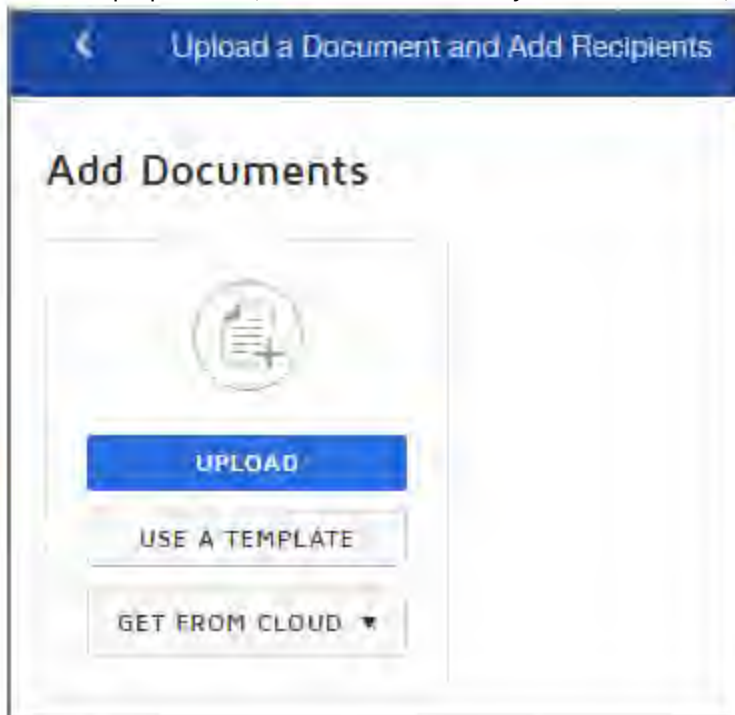 Upload a Document and Add Recipients
Add Documents
UPLOAD
USE A TEMPLATE
GET FROM CLOUD